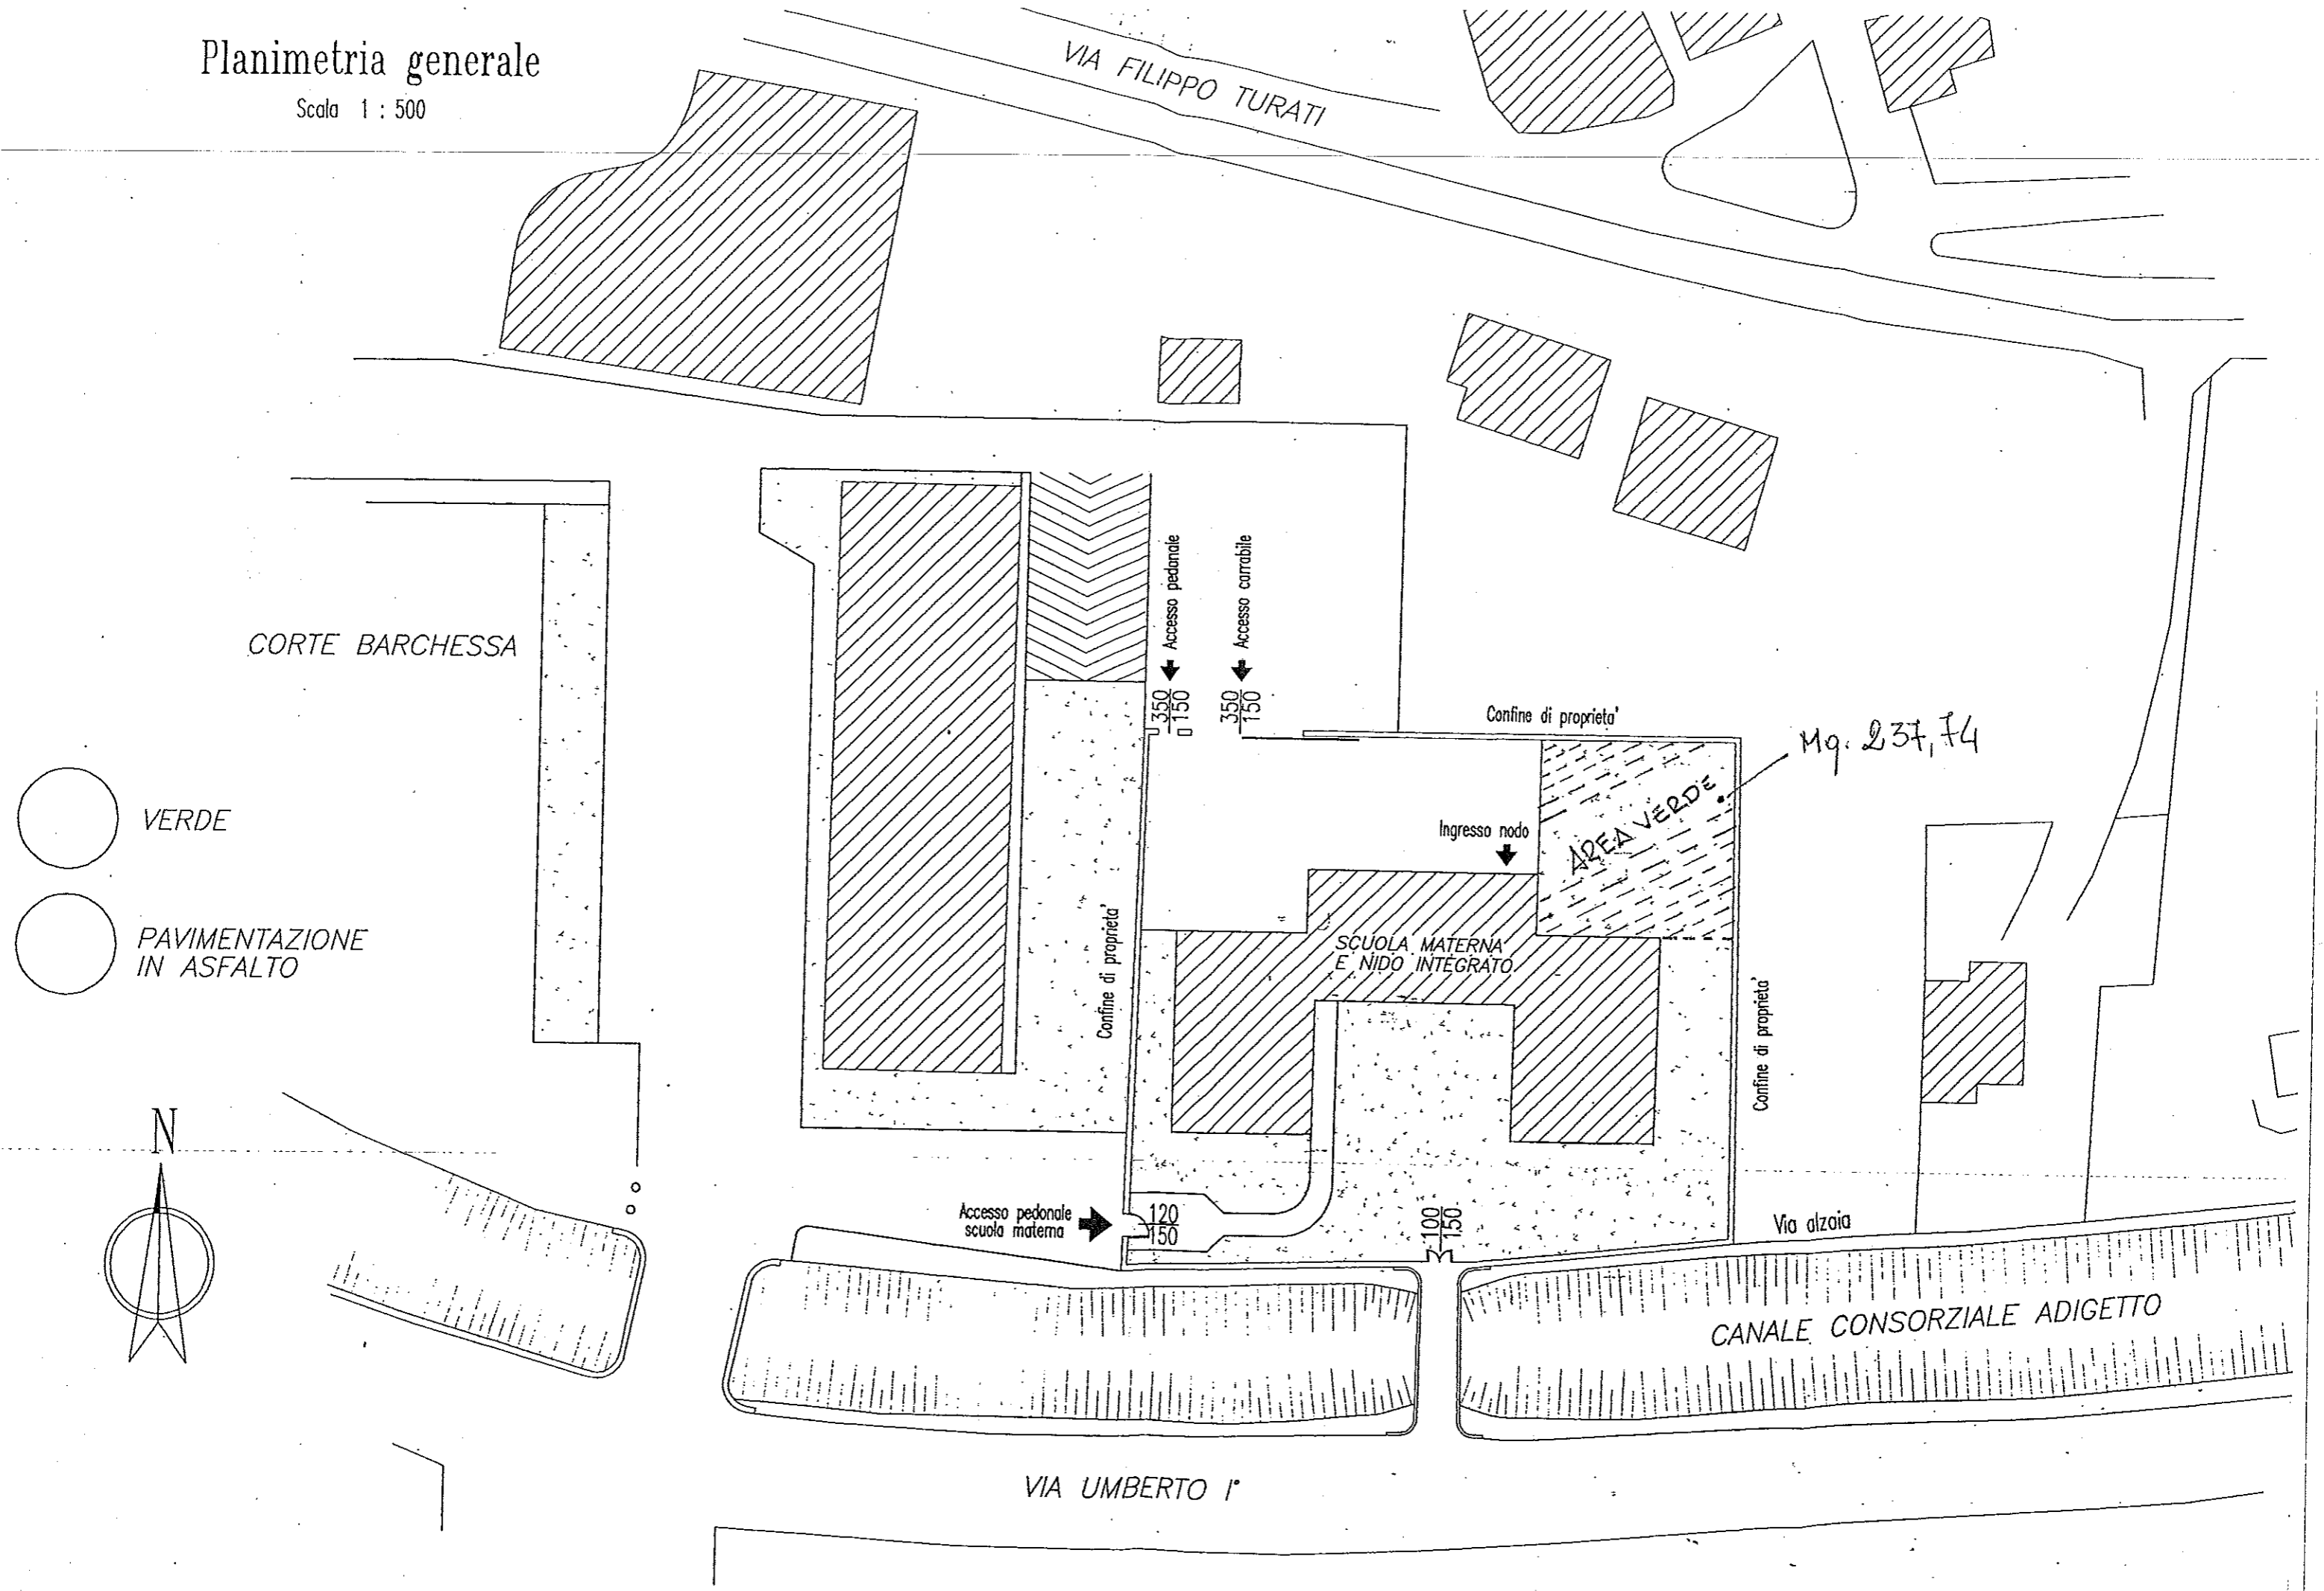 Planimetria generale
Scala 1 : 500
VIA FILIPPO TURATI
CORTE BARCHESSA
Accesso pedonale
350
150
Accesso carrabile
350
150
Confine di proprieta'
Mq. 237,74
AREA VERDE
VERDE
Ingresso nodo
PAVIMENTAZIONE
IN ASFALTO
Confine di proprieta'
SCUOLA MATERNA
E NIDO INTEGRATO
Confine di proprieta'
N
Accesso pedonale
scuola materna
120
150
100
150
Via alzaia
CANALE CONSORZIALE ADIGETTO
VIA UMBERTO I°